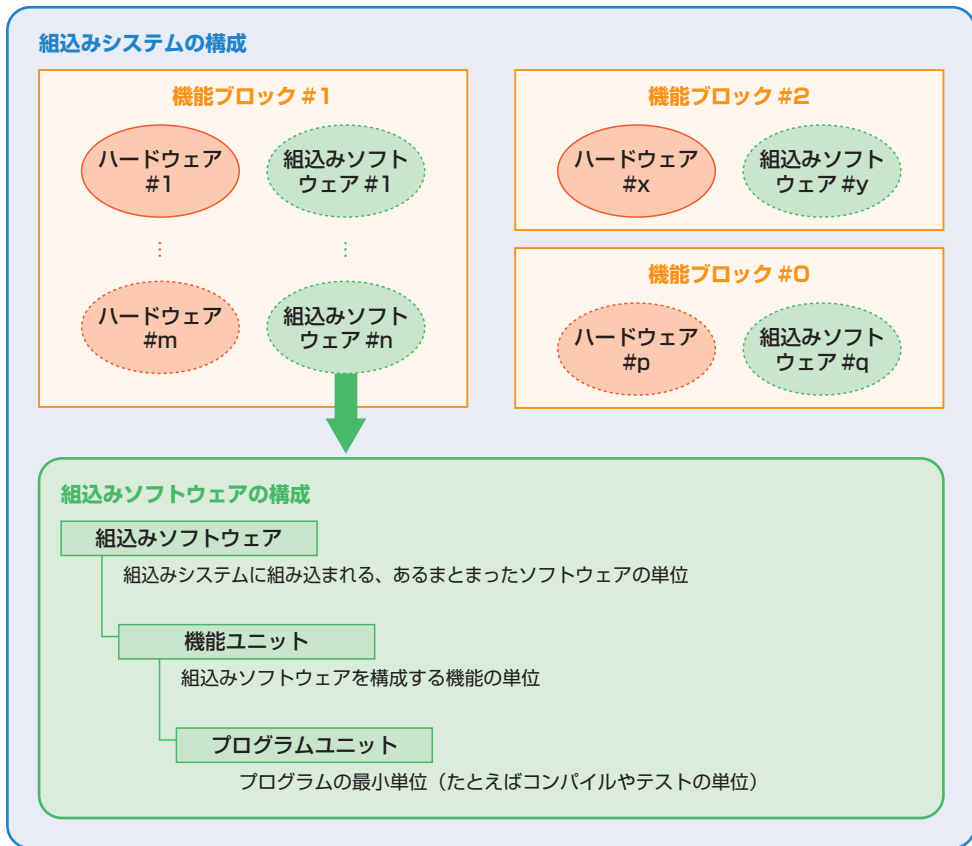 組込みシステムの構成
機能ブロック #1
ハードウェア
#1
組込みソフト
ウェア #1
⋮
⋮
ハードウェア
#m
組込みソフト
ウェア #n
機能ブロック #2
ハードウェア
#x
組込みソフト
ウェア #y
機能ブロック #0
ハードウェア
#p
組込みソフト
ウェア #q
組込みソフトウェアの構成
組込みソフトウェア
組込みシステムに組み込まれる、あるまとまったソフトウェアの単位
機能ユニット
組込みソフトウェアを構成する機能の単位
プログラムユニット
プログラムの最小単位（たとえばコンパイルやテストの単位）